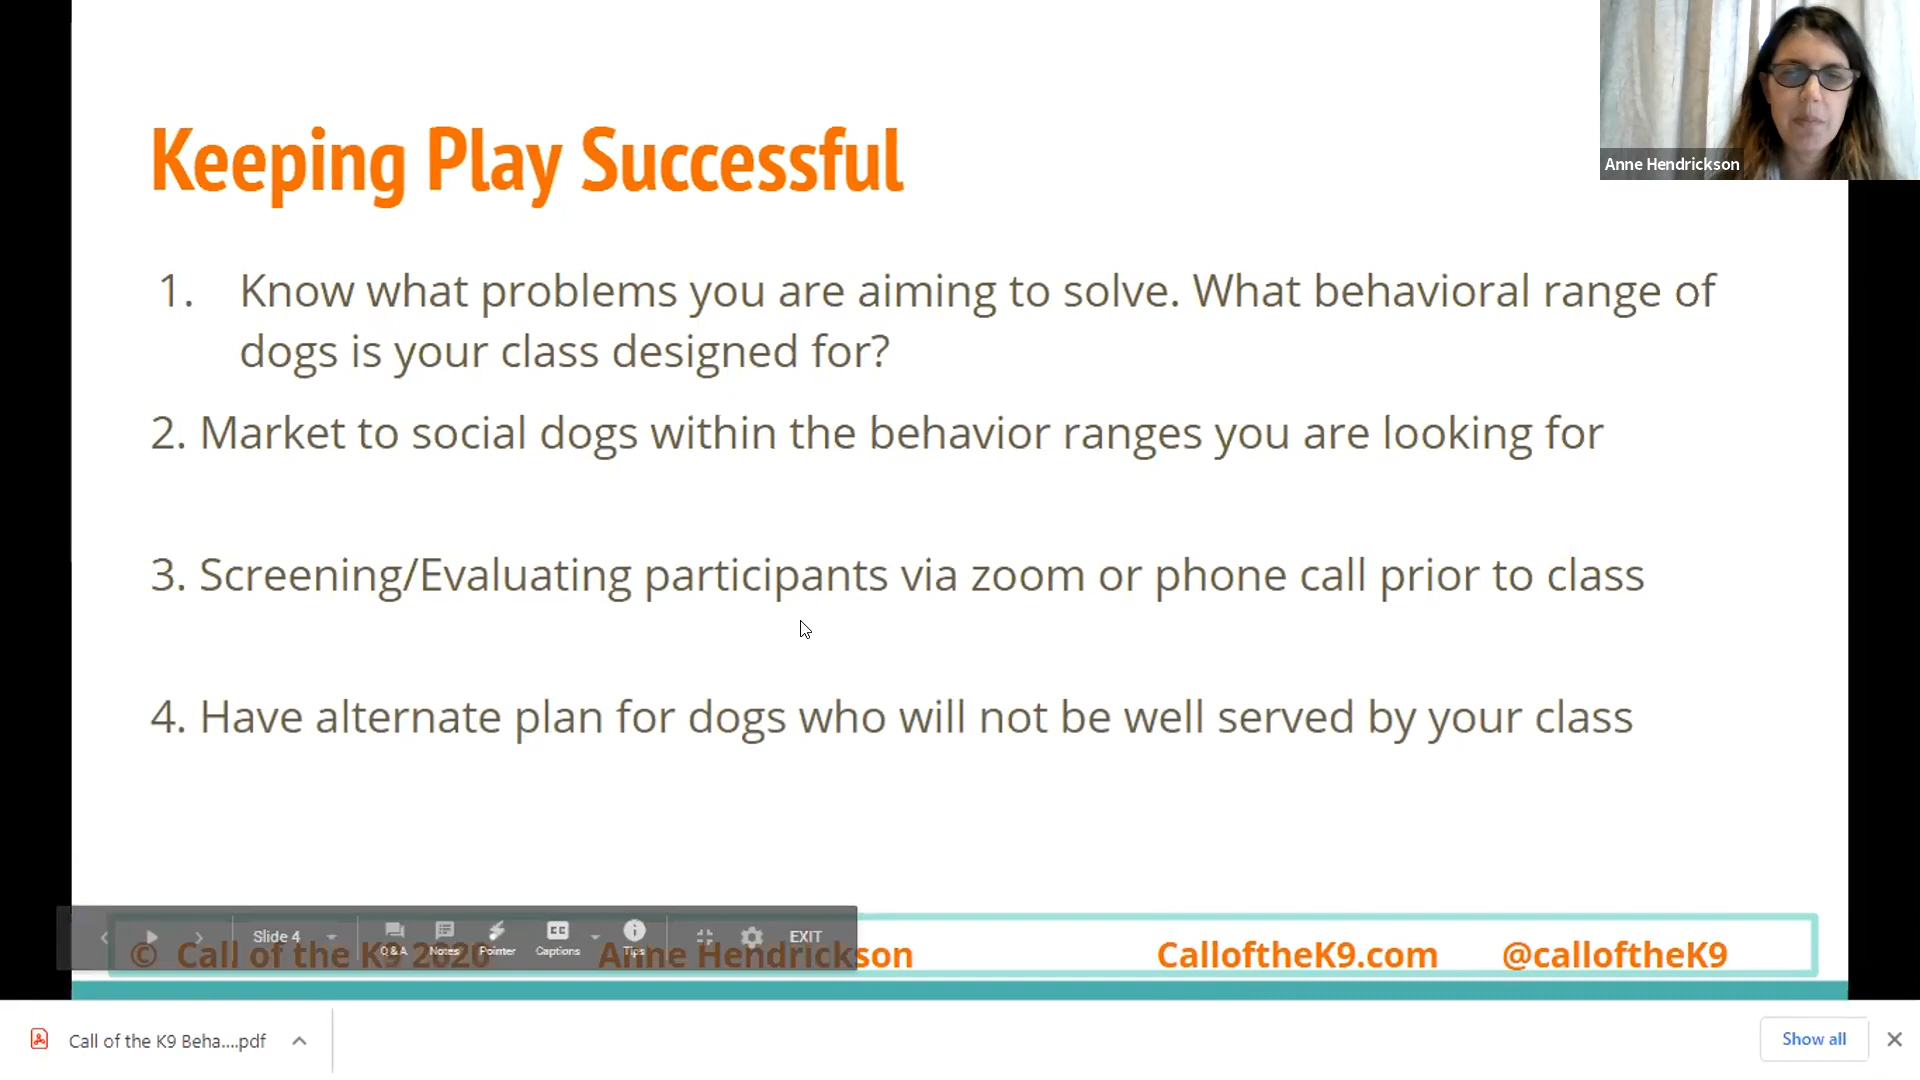 Keeping Play Successful
Anne Hendrickson
1. Know what problems you are aiming to solve. What behavioral range of
dogs is your class designed for?
2. Market to social dogs within the behavior ranges you are looking for
3. Screening/Evaluating participants via zoom or phone call prior to class
4. Have alternate plan for dogs who will not be well served by your class
Slide 4 Q&A Notes Pointer Captions Tips EXIT
© Call of the K9 2020 Anne Hendrickson CalloftheK9.com @calloftheK9
Call of the K9 Beha....pdf Show all